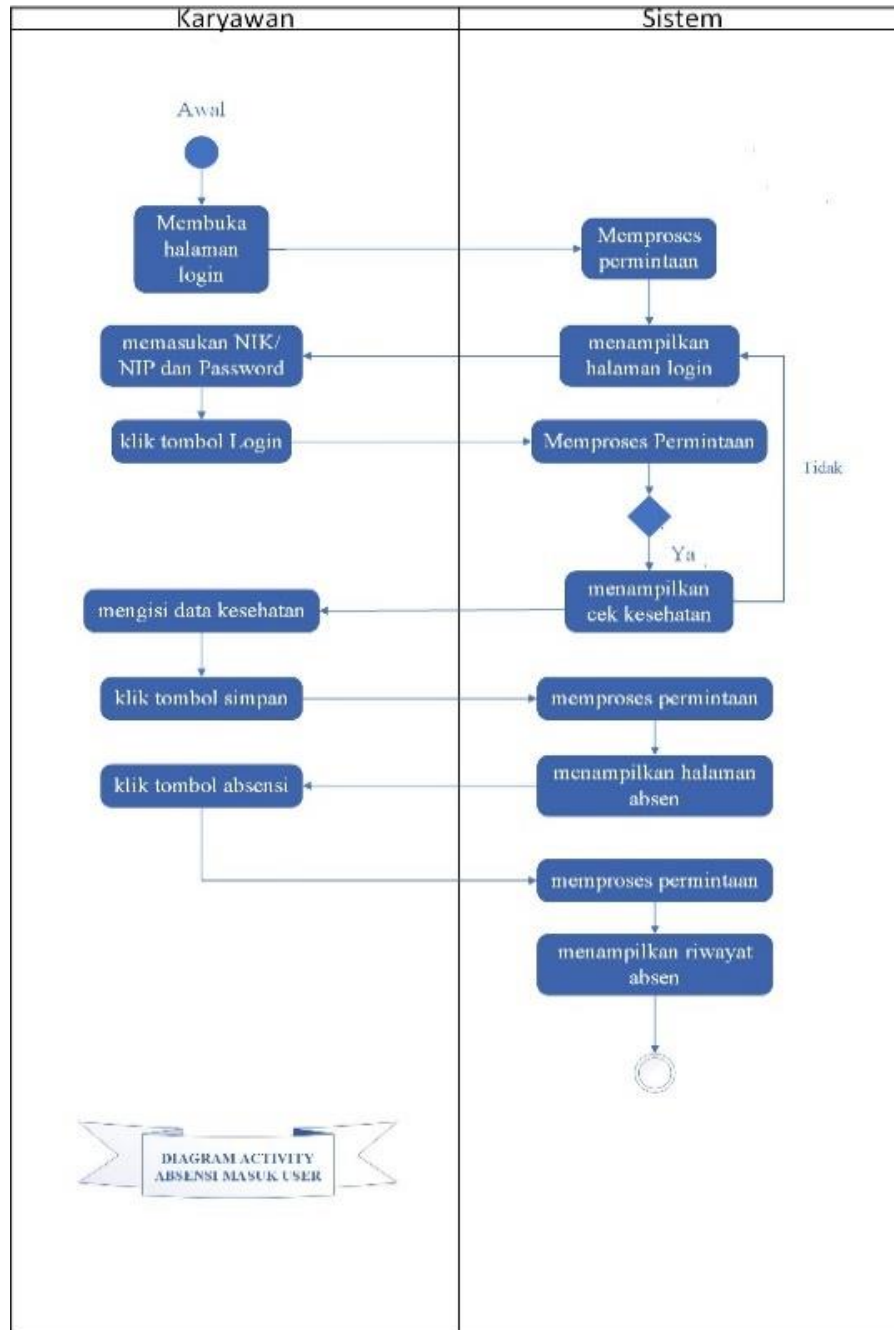 Karyawan
Sistem
Awal
Membuka
halaman
login
Memproses
permintaan
memasukan NIK/
NIP dan Password
menampilkan
halaman login
klik tombol Login
Memproses Permintaan
Tidak
Ya
menampilkan
cek kesehatan
mengisi data kesehatan
klik tombol simpan
memproses permintaan
klik tombol absensi
menampilkan halaman
absen
memproses permintaan
menampilkan riwayat
absen
DIAGRAM ACTIVITY
ABSENSI MASUK USER